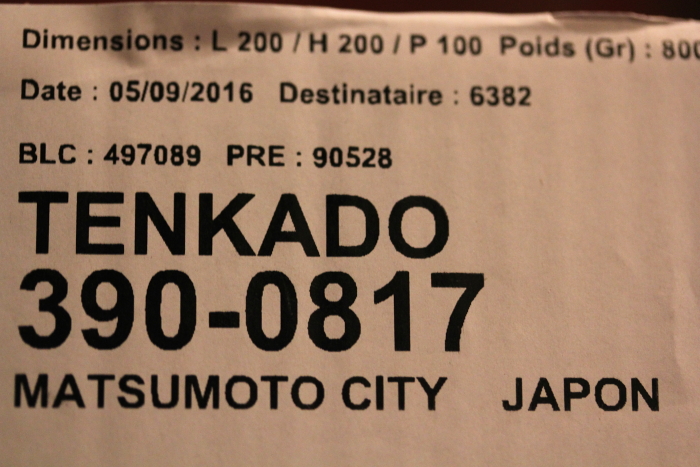 Dimensions : L 200 / H 200 / P 100 Poids (Gr) : 800
Date : 05/09/2016 Destinataire : 6382
BLC : 497089 PRE : 90528
TENKADO
390-0817
MATSUMOTO CITY JAPON